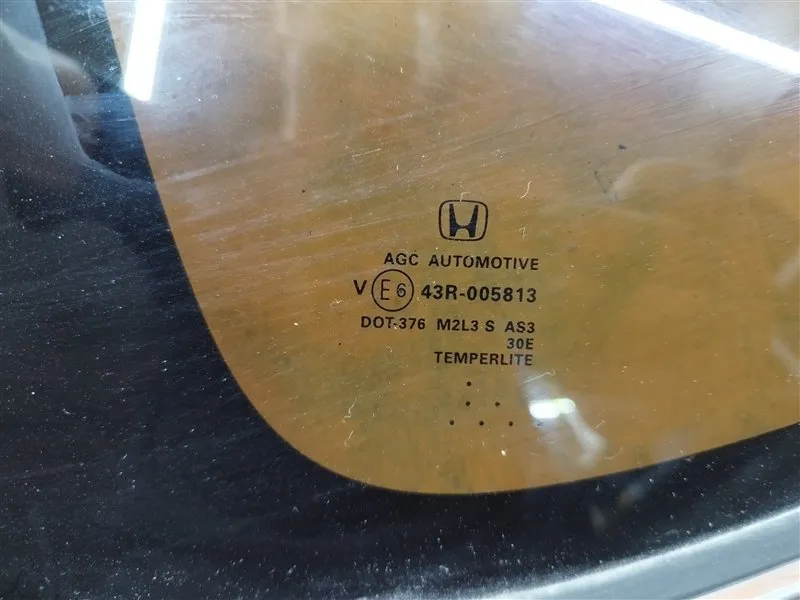 AGC AUTOMOTIVE
V E6 43R-005813
DOT-376 M2L3 S AS3
30E
TEMPERLITE